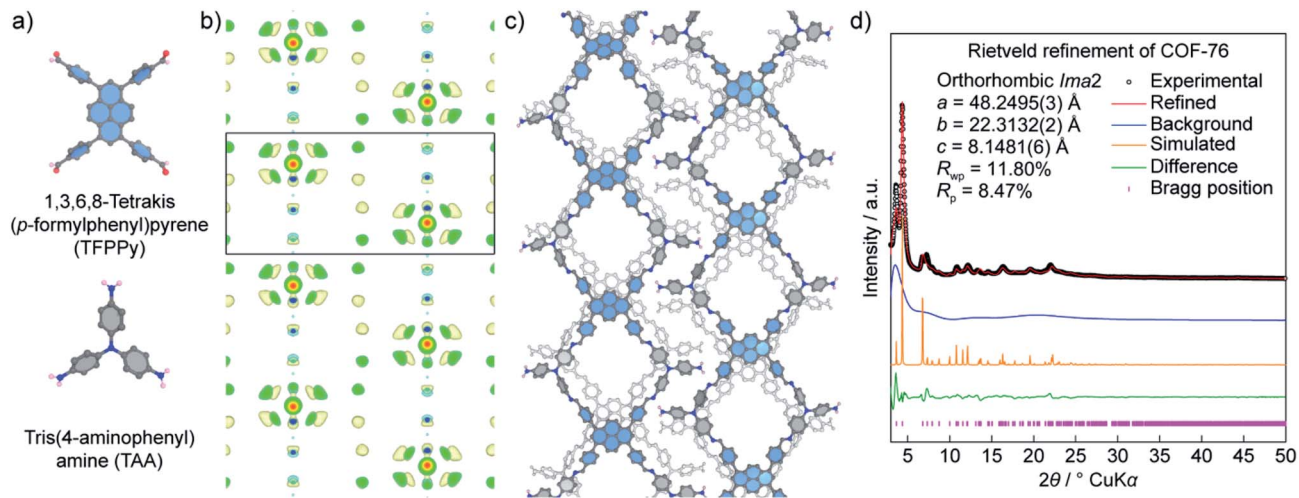 a)
1,3,6,8-Tetrakis
(p-formylphenyl)pyrene
(TFPPy)
Tris(4-aminophenyl)
amine (TAA)
b)
c)
d)
Rietveld refinement of COF-76
Orthorhombic Ima2
a = 48.2495(3) Å
b = 22.3132(2) Å
c = 8.1481(6) Å
Rwp = 11.80%
Rp = 8.47%
Experimental
Refined
Background
Simulated
Difference
Bragg position
Intensity / a.u.
5 10 15 20 25 30 35 40 45 50
2θ / ° CuKα